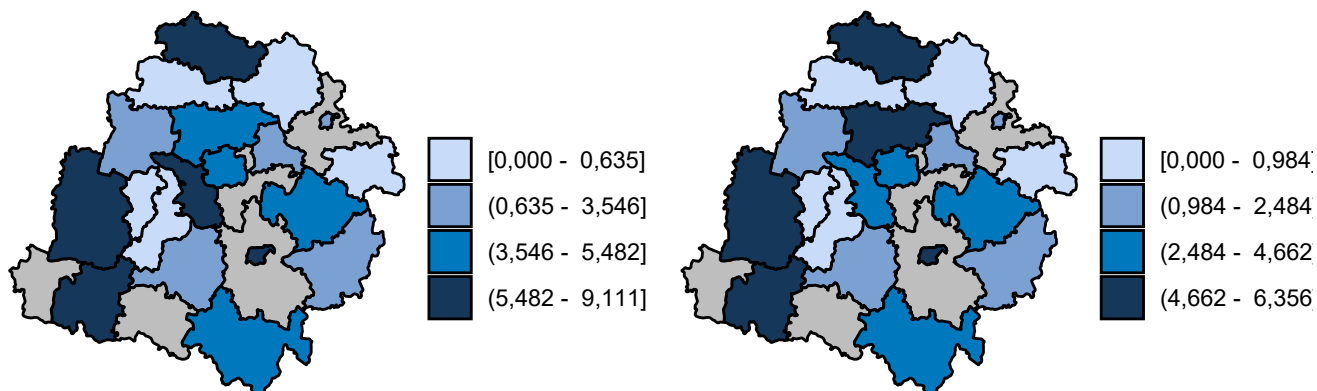 [0,000 - 0,635]
(0,635 - 3,546]
(3,546 - 5,482]
(5,482 - 9,111]
[0,000 - 0,984]
(0,984 - 2,484]
(2,484 - 4,662]
(4,662 - 6,356]